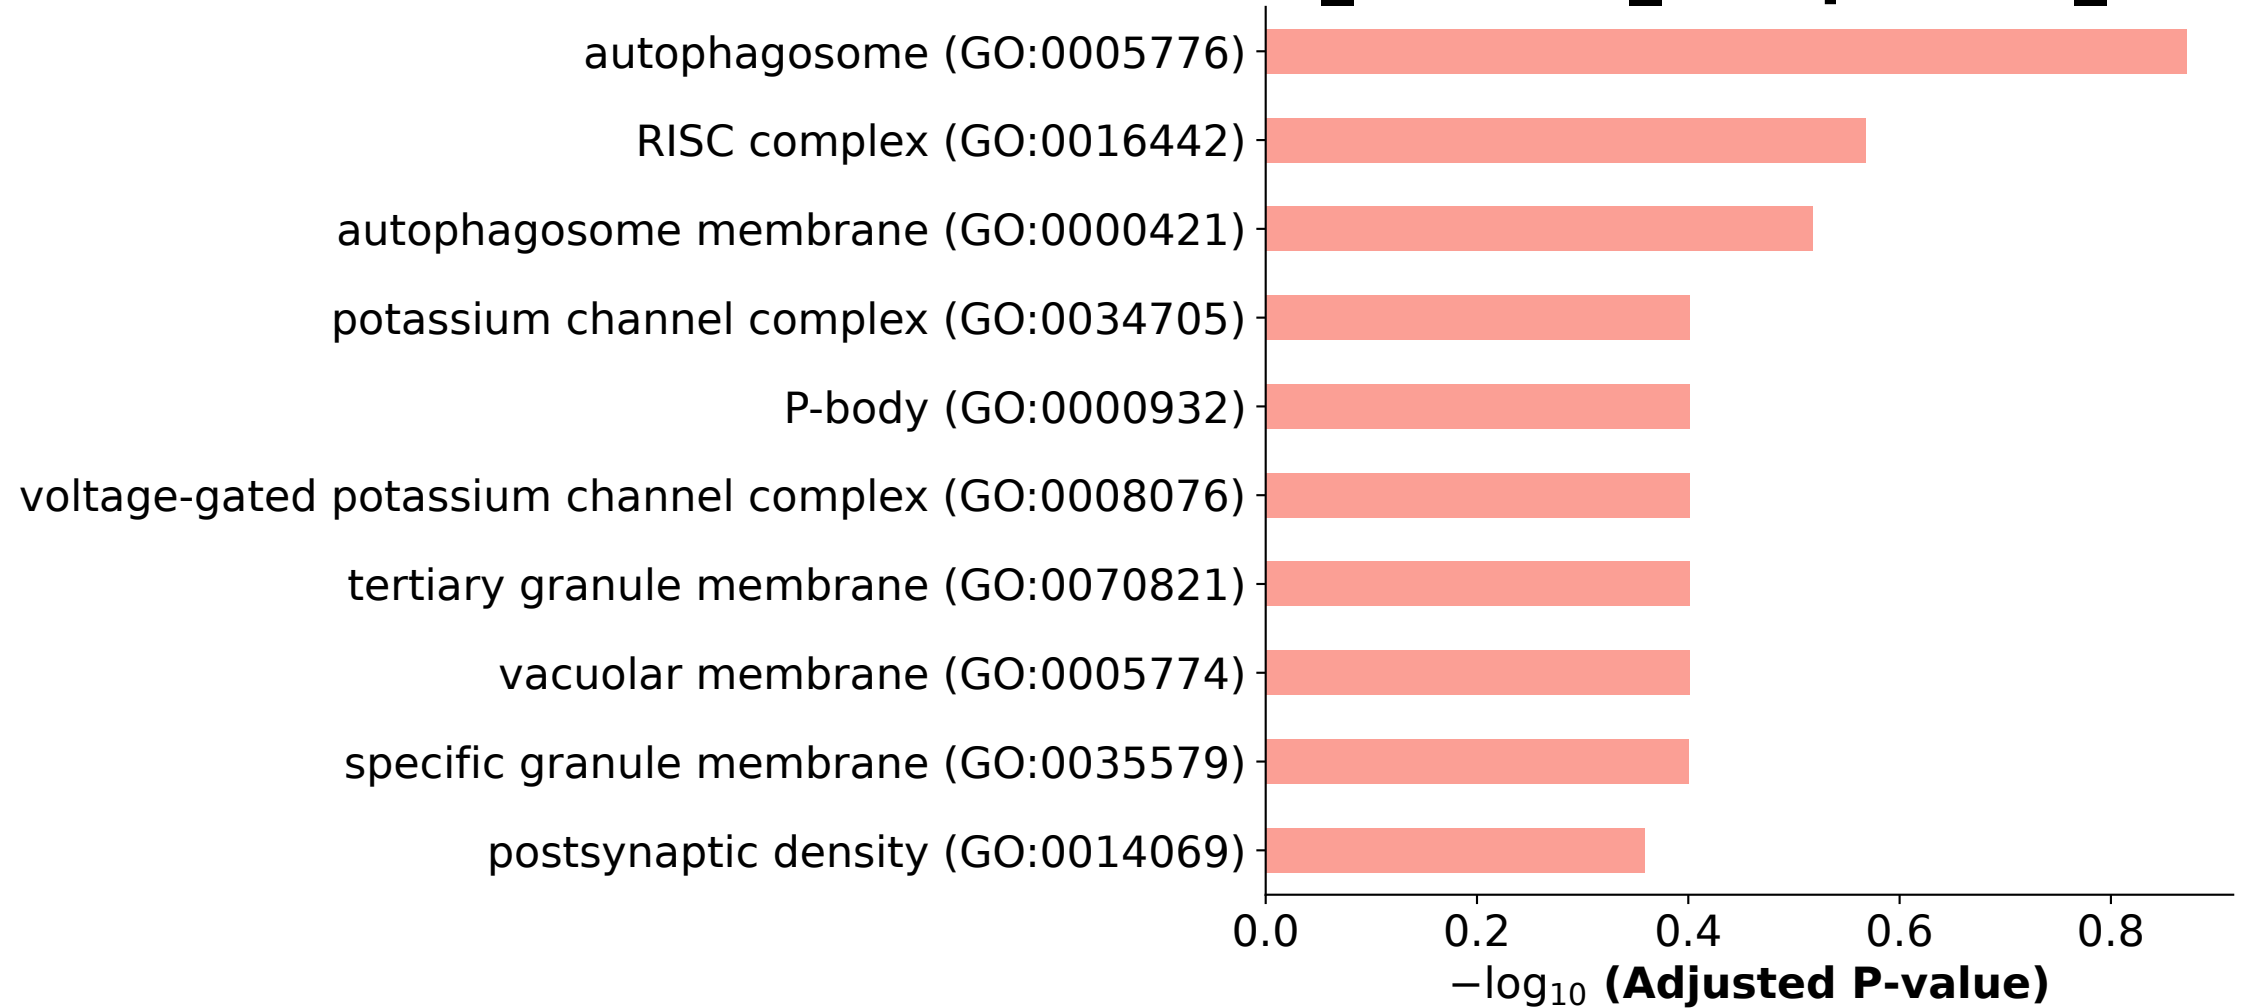 autophagosome (GO:0005776)
RISC complex (GO:0016442)
autophagosome membrane (GO:0000421)
potassium channel complex (GO:0034705)
P-body (GO:0000932)
voltage-gated potassium channel complex (GO:0008076)
tertiary granule membrane (GO:0070821)
vacuolar membrane (GO:0005774)
specific granule membrane (GO:0035579)
postsynaptic density (GO:0014069)
0.0 0.2 0.4 0.6 0.8
−log₁₀ (Adjusted P-value)